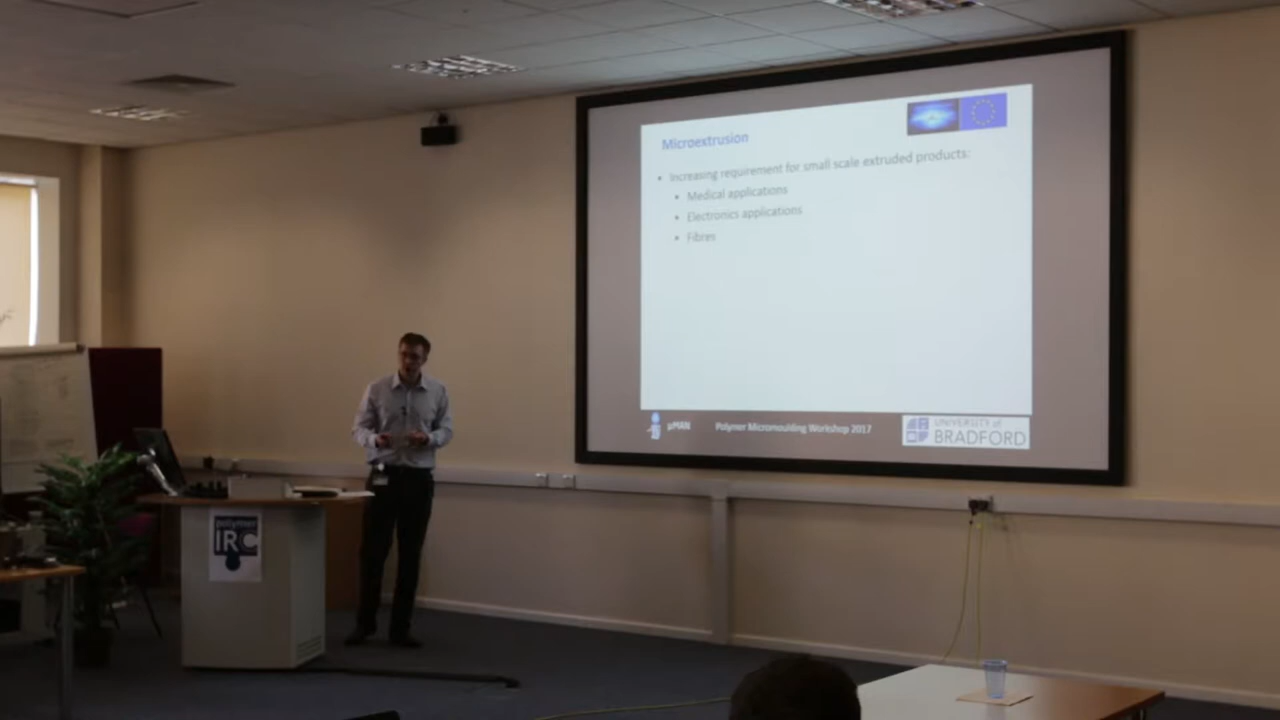 Microextrusion
• Increasing requirement for small scale extruded products:
• Medical applications
• Electronics applications
• Fibres
μMAN
Polymer Micromoulding Workshop 2017
UNIVERSITY of
BRADFORD
polymer
IRC